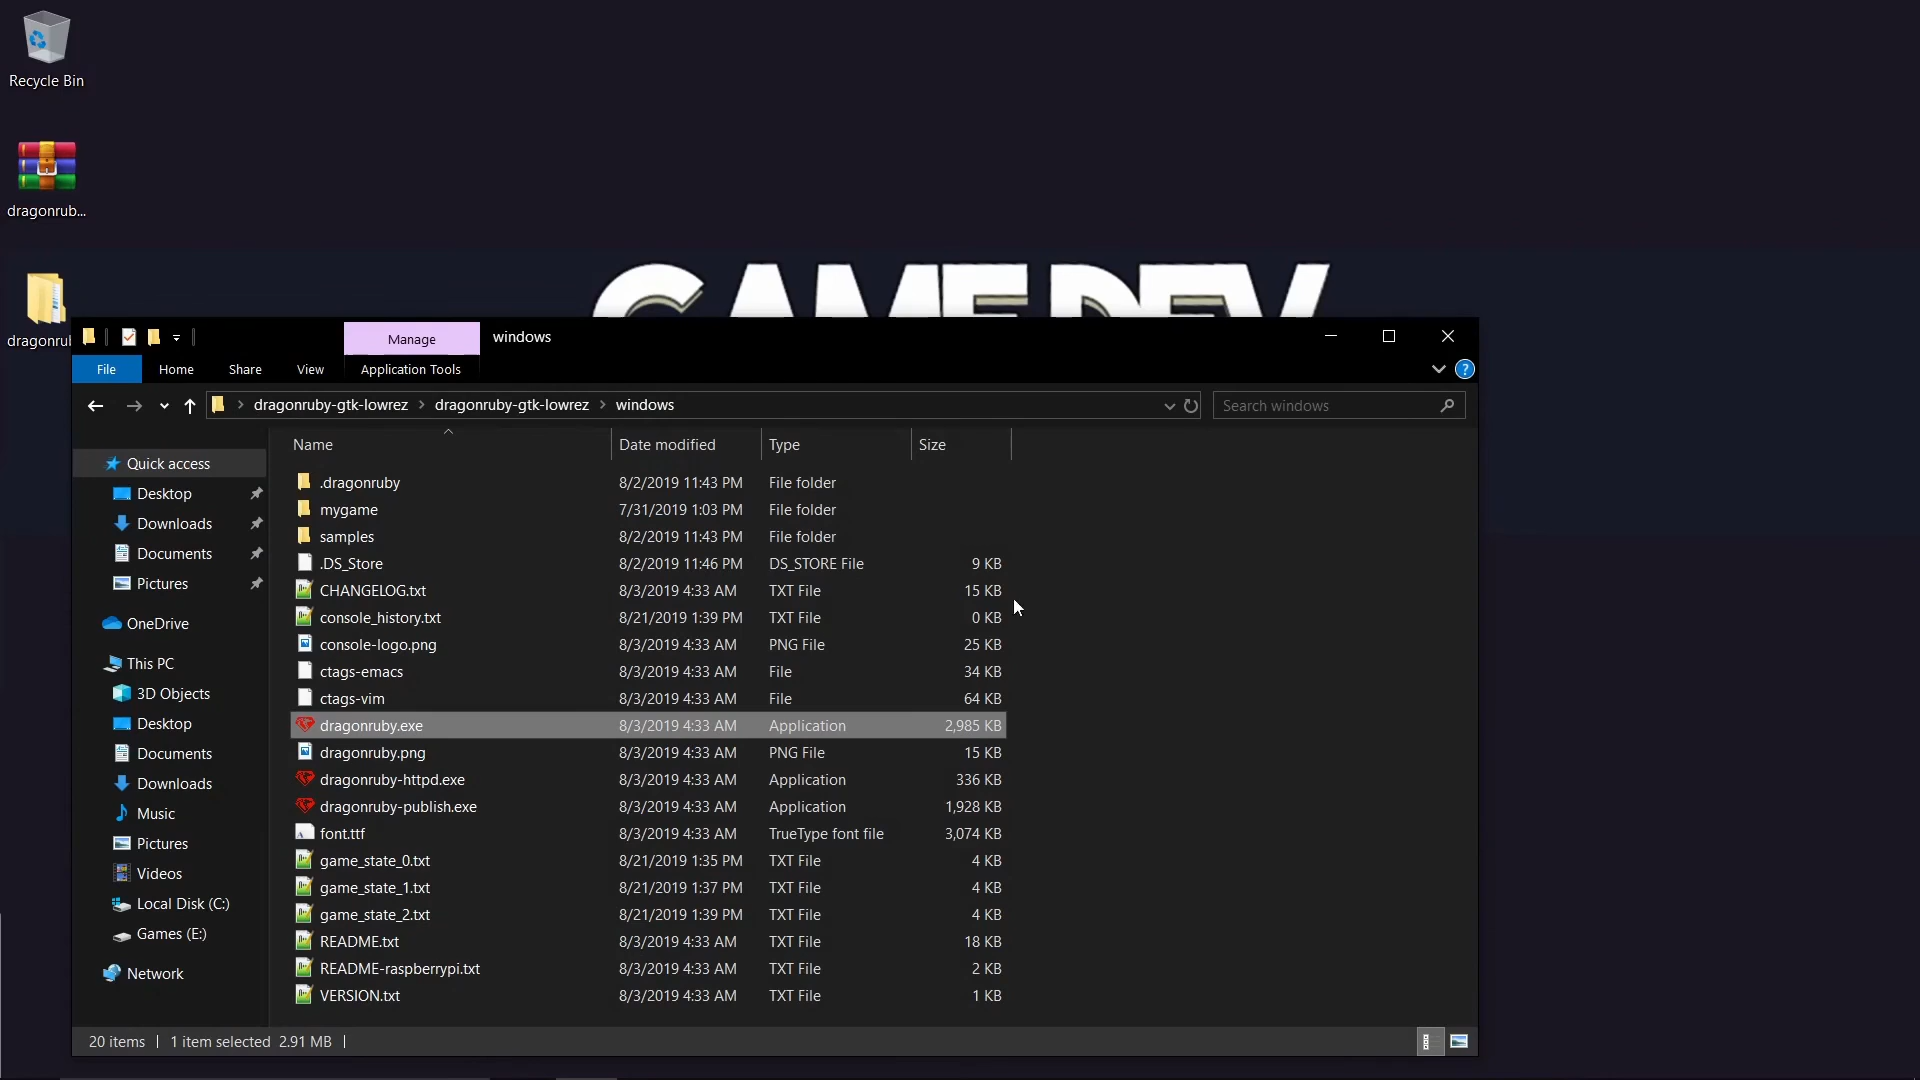 Recycle Bin
dragonrub...
dragonrub
GAME DEV
Manage
windows
File
Home
Share
View
Application Tools
?
dragonruby-gtk-lowrez > dragonruby-gtk-lowrez > windows
Search windows
Name Date modified Type Size
Quick access
Desktop
Downloads
Documents
Pictures
OneDrive
This PC
3D Objects
Desktop
Documents
Downloads
Music
Pictures
Videos
Local Disk (C:)
Games (E:)
Network
.dragonruby 8/2/2019 11:43 PM File folder
mygame 7/31/2019 1:03 PM File folder
samples 8/2/2019 11:43 PM File folder
.DS_Store 8/2/2019 11:46 PM DS_STORE File 9 KB
CHANGELOG.txt 8/3/2019 4:33 AM TXT File 15 KB
console_history.txt 8/21/2019 1:39 PM TXT File 0 KB
console-logo.png 8/3/2019 4:33 AM PNG File 25 KB
ctags-emacs 8/3/2019 4:33 AM File 34 KB
ctags-vim 8/3/2019 4:33 AM File 64 KB
dragonruby.exe 8/3/2019 4:33 AM Application 2,985 KB
dragonruby.png 8/3/2019 4:33 AM PNG File 15 KB
dragonruby-httpd.exe 8/3/2019 4:33 AM Application 336 KB
dragonruby-publish.exe 8/3/2019 4:33 AM Application 1,928 KB
font.ttf 8/3/2019 4:33 AM TrueType font file 3,074 KB
game_state_0.txt 8/21/2019 1:35 PM TXT File 4 KB
game_state_1.txt 8/21/2019 1:37 PM TXT File 4 KB
game_state_2.txt 8/21/2019 1:39 PM TXT File 4 KB
README.txt 8/3/2019 4:33 AM TXT File 18 KB
README-raspberrypi.txt 8/3/2019 4:33 AM TXT File 2 KB
VERSION.txt 8/3/2019 4:33 AM TXT File 1 KB
20 items 1 item selected 2.91 MB